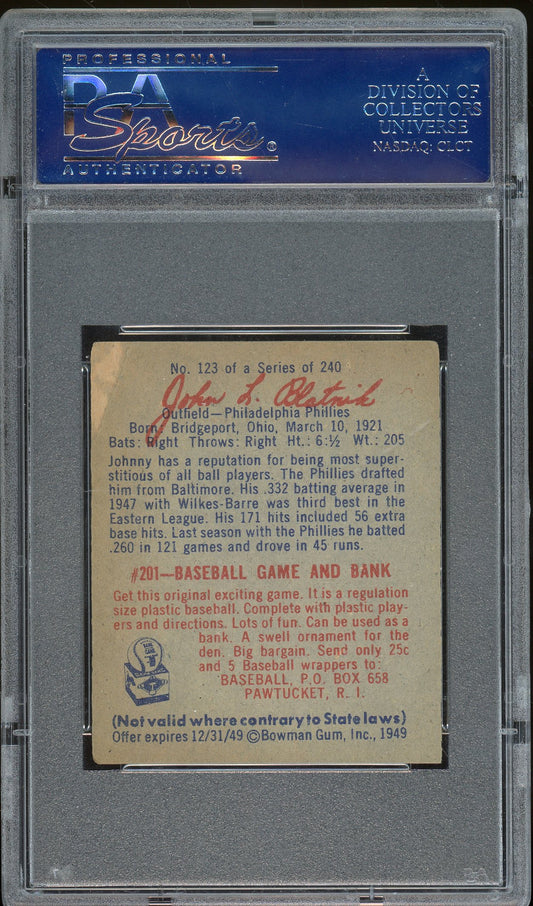 PROFESSIONAL
PSA
Sports®
AUTHENTICATOR
A
DIVISION OF
COLLECTORS
UNIVERSE
NASDAQ: CLCT
No. 123 of a Series of 240
John L. Blatnik
Outfield—Philadelphia Phillies
Born: Bridgeport, Ohio, March 10, 1921
Bats: Right Throws: Right Ht.: 6:½ Wt.: 205
Johnny has a reputation for being most super-
stitious of all ball players. The Phillies drafted
him from Baltimore. His .332 batting average in
1947 with Wilkes-Barre was third best in the
Eastern League. His 171 hits included 56 extra
base hits. Last season with the Phillies he batted
.260 in 121 games and drove in 45 runs.
#201—BASEBALL GAME AND BANK
Get this original exciting game. It is a regulation
size plastic baseball. Complete with plastic play-
ers and directions. Lots of fun. Can be used as a
bank. A swell ornament for the
den. Big bargain. Send only 25c
and 5 Baseball wrappers to:
BASEBALL, P.O. BOX 658
PAWTUCKET, R. I.
(Not valid where contrary to State laws)
Offer expires 12/31/49 ©Bowman Gum, Inc., 1949